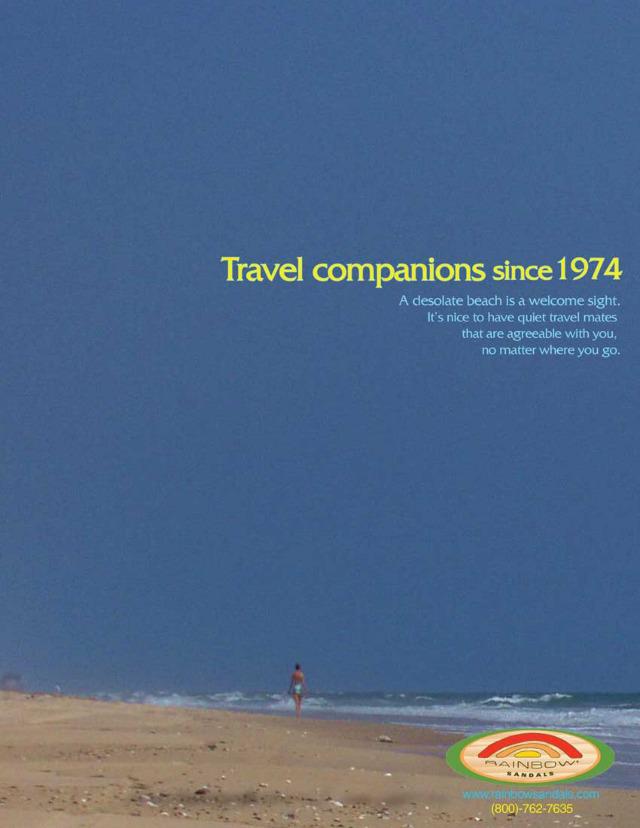 Travel companions since 1974
A desolate beach is a welcome sight.
It's nice to have quiet travel mates
that are agreeable with you,
no matter where you go.
RAINBOW
SANDALS
www.rainbowsandals.com
(800)-762-7635